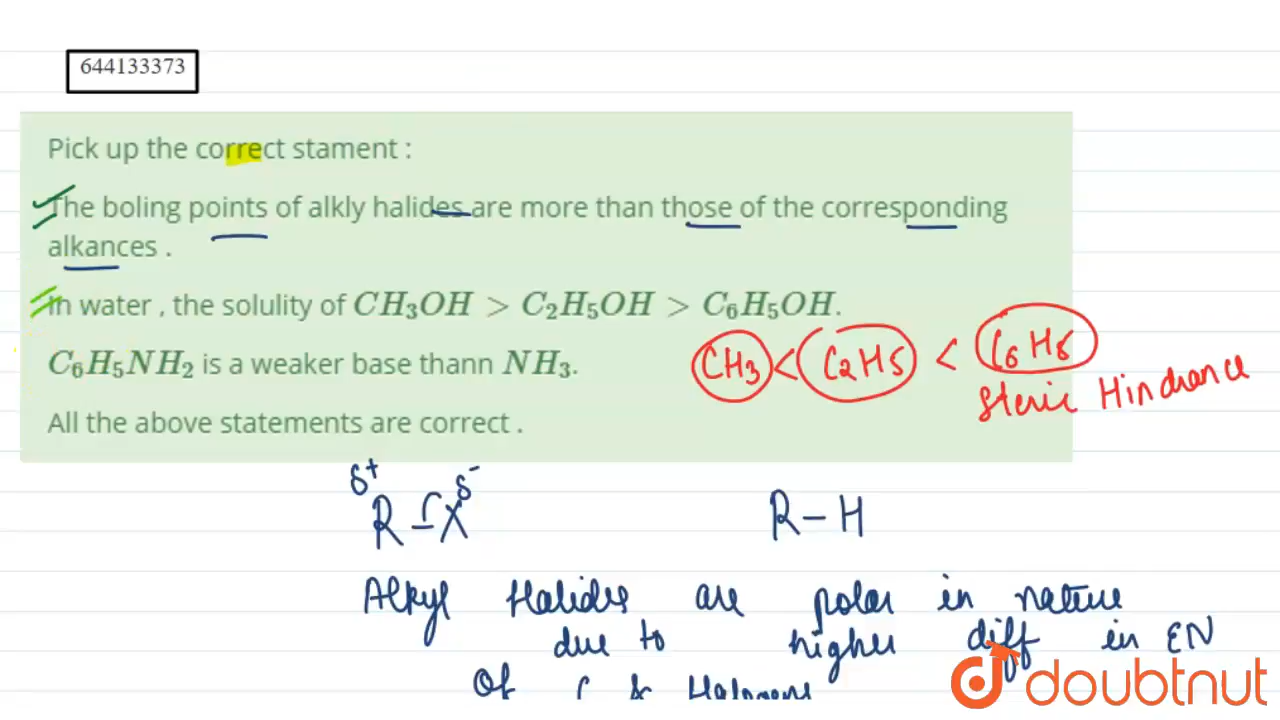 644133373
Pick up the correct stament :
The boling points of alkly halides are more than those of the corresponding
alkances .
In water , the solulity of CH₃OH > C₂H₅OH > C₆H₅OH.
C₆H₅NH₂ is a weaker base thann NH₃.
CH3 < C2H5 < C6H5
Steric Hindrance
All the above statements are correct .
δ+ δ-
R - X
R - H
Alkyl Halides are polar in nature
due to higher diff in EN
Of C & Halogens
doubtnut